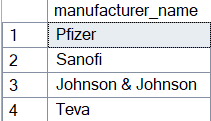 manufacturer_name
1 Pfizer
2 Sanofi
3 Johnson & Johnson
4 Teva